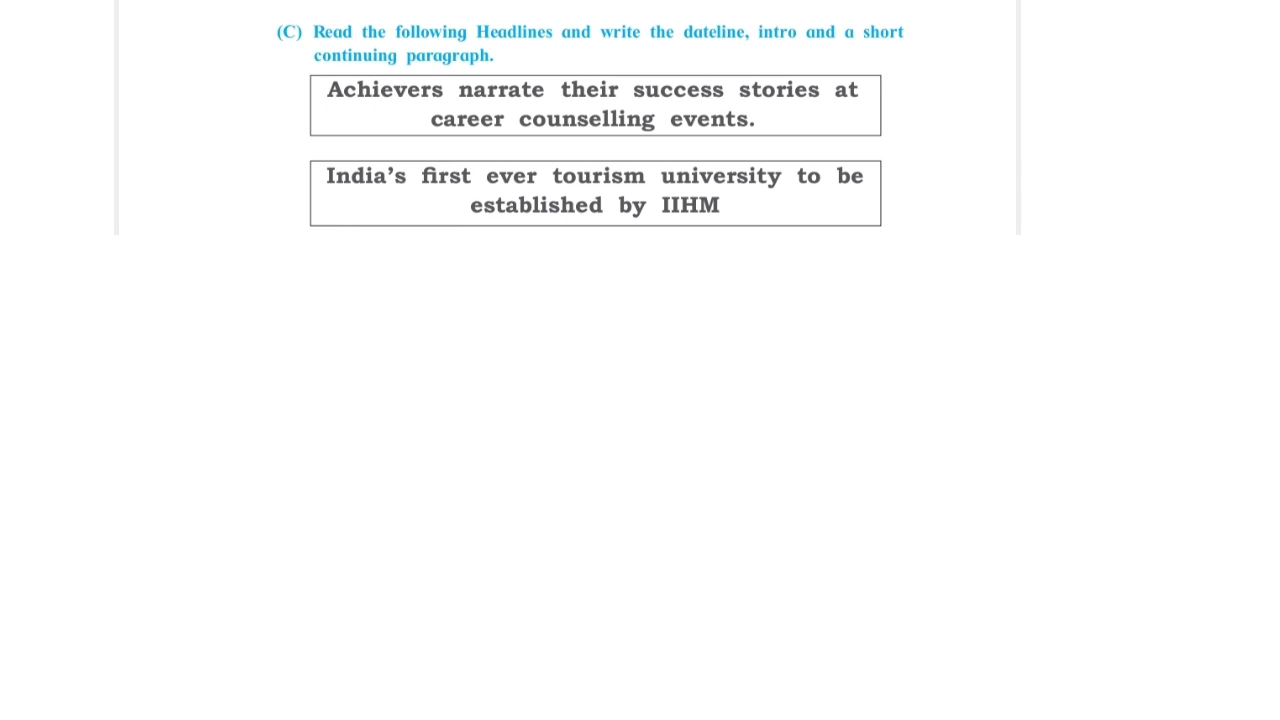 (C) Read the following Headlines and write the dateline, intro and a short
continuing paragraph.
Achievers narrate their success stories at
career counselling events.
India’s first ever tourism university to be
established by IIHM